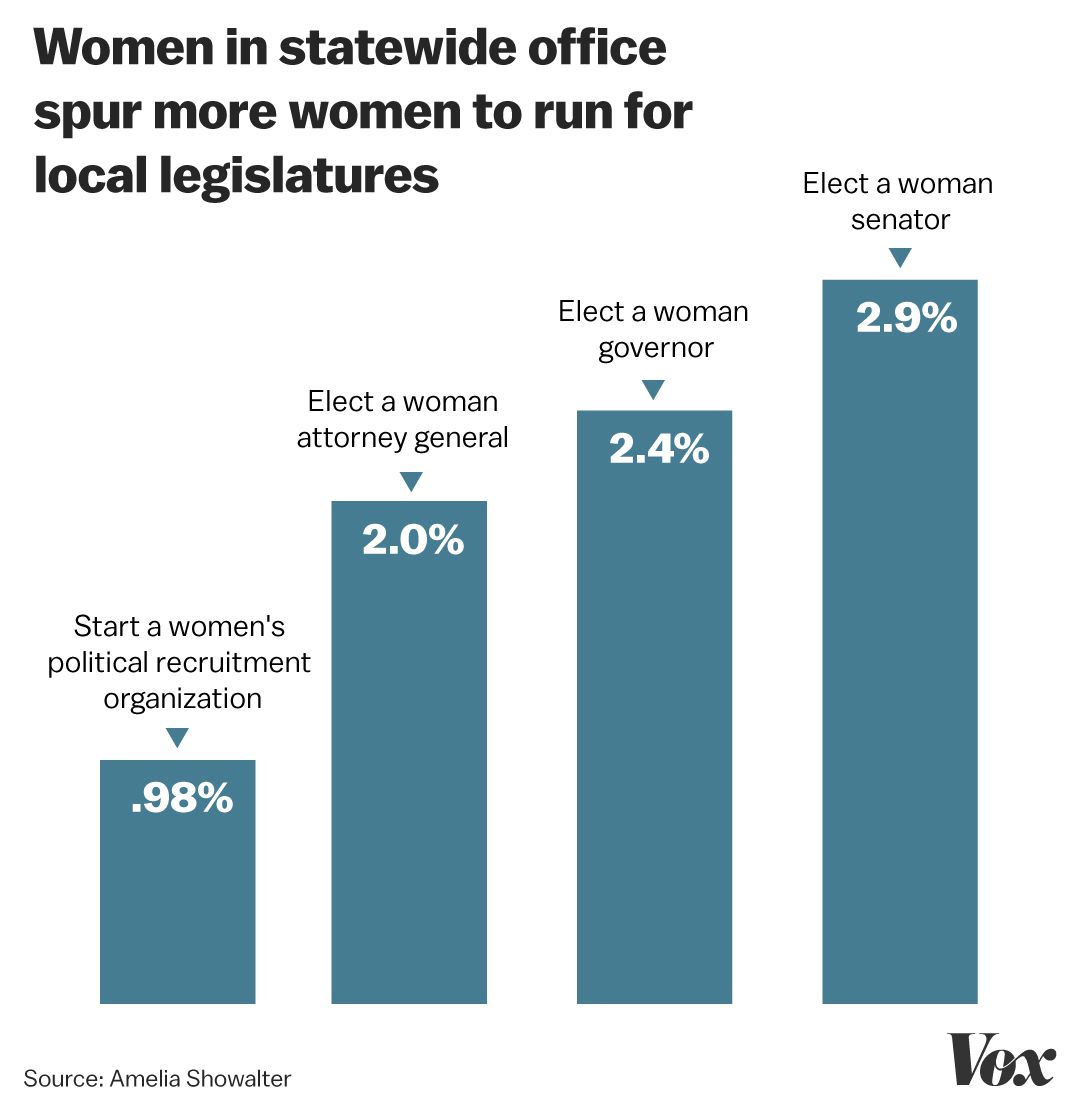 Women in statewide office
spur more women to run for
local legislatures
Elect a woman
senator
2.9%
Elect a woman
governor
2.4%
Elect a woman
attorney general
2.0%
Start a women's
political recruitment
organization
.98%
Source: Amelia Showalter
Vox